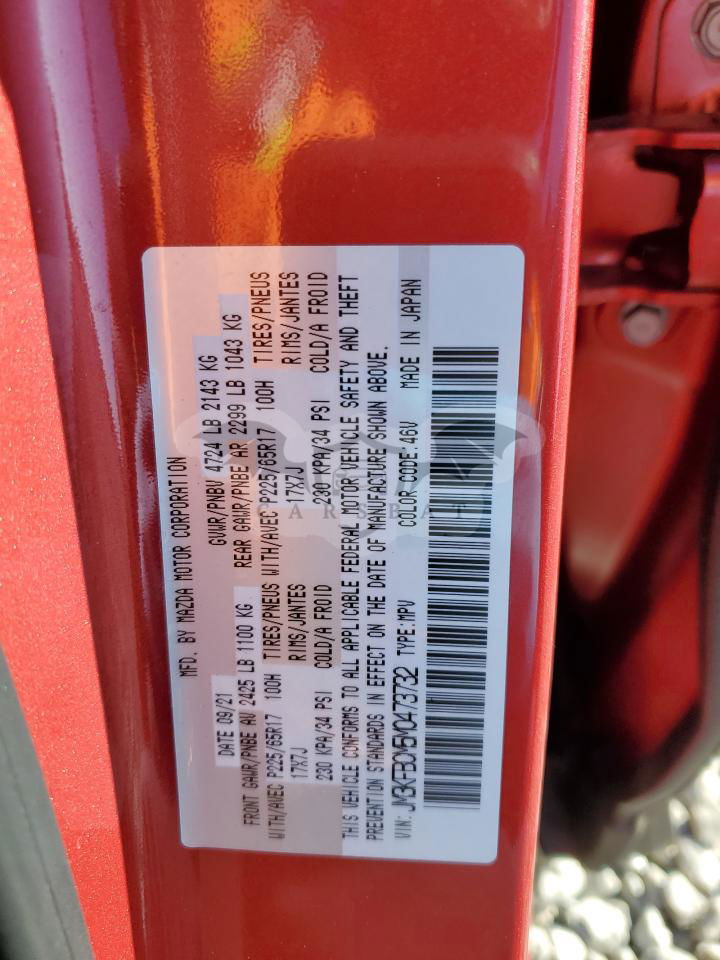 MFD. BY MAZDA MOTOR CORPORATION
DATE 09/21 GVWR/PNBV 4724 LB 2143 KG
FRONT GAWR/PNBE AV 2425 LB 1100 KG REAR GAWR/PNBE AR 2299 LB 1043 KG
WITH/AVEC P225/65R17 100H TIRES/PNEUS WITH/AVEC P225/65R17 100H TIRES/PNEUS
17X7J RIMS/JANTES 17X7J RIMS/JANTES
230 KPA/34 PSI COLD/A FROID 230 KPA/34 PSI COLD/A FROID
THIS VEHICLE CONFORMS TO ALL APPLICABLE FEDERAL MOTOR VEHICLE SAFETY AND THEFT
PREVENTION STANDARDS IN EFFECT ON THE DATE OF MANUFACTURE SHOWN ABOVE.
VIN: JM3KFBCM5M0473732 TYPE:MPV COLOR CODE:46V MADE IN JAPAN
CARSBAT